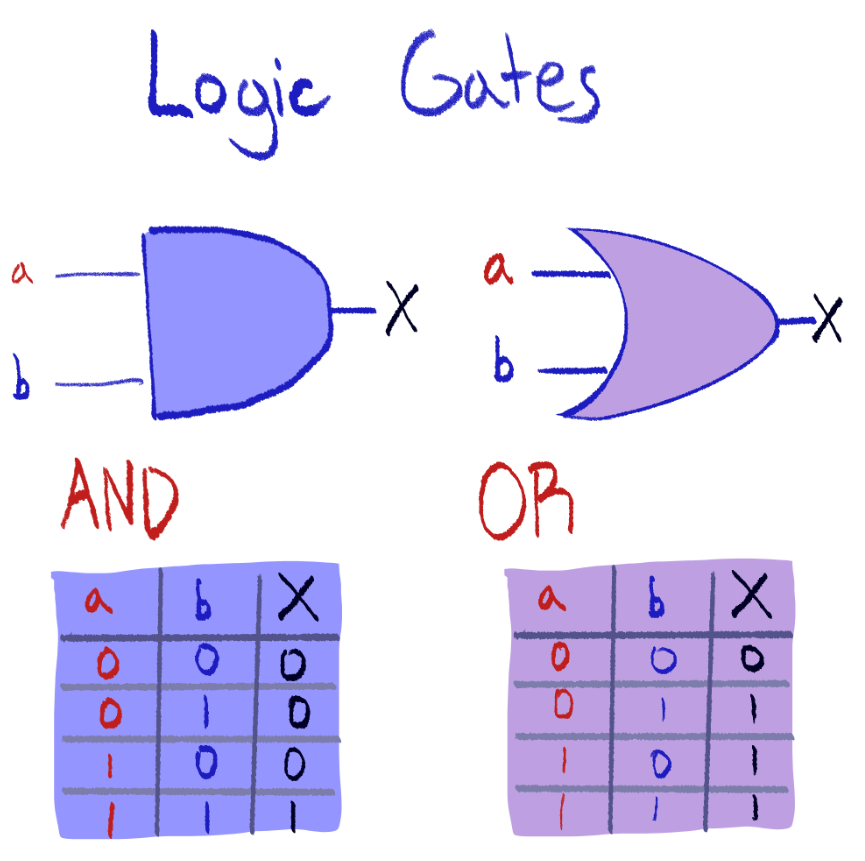 Logic Gates
a X a X
b b
AND OR
a b X a b X
0 0 0 0 0 0
0 1 0 0 1 1
1 0 0 1 0 1
1 1 1 1 1 1